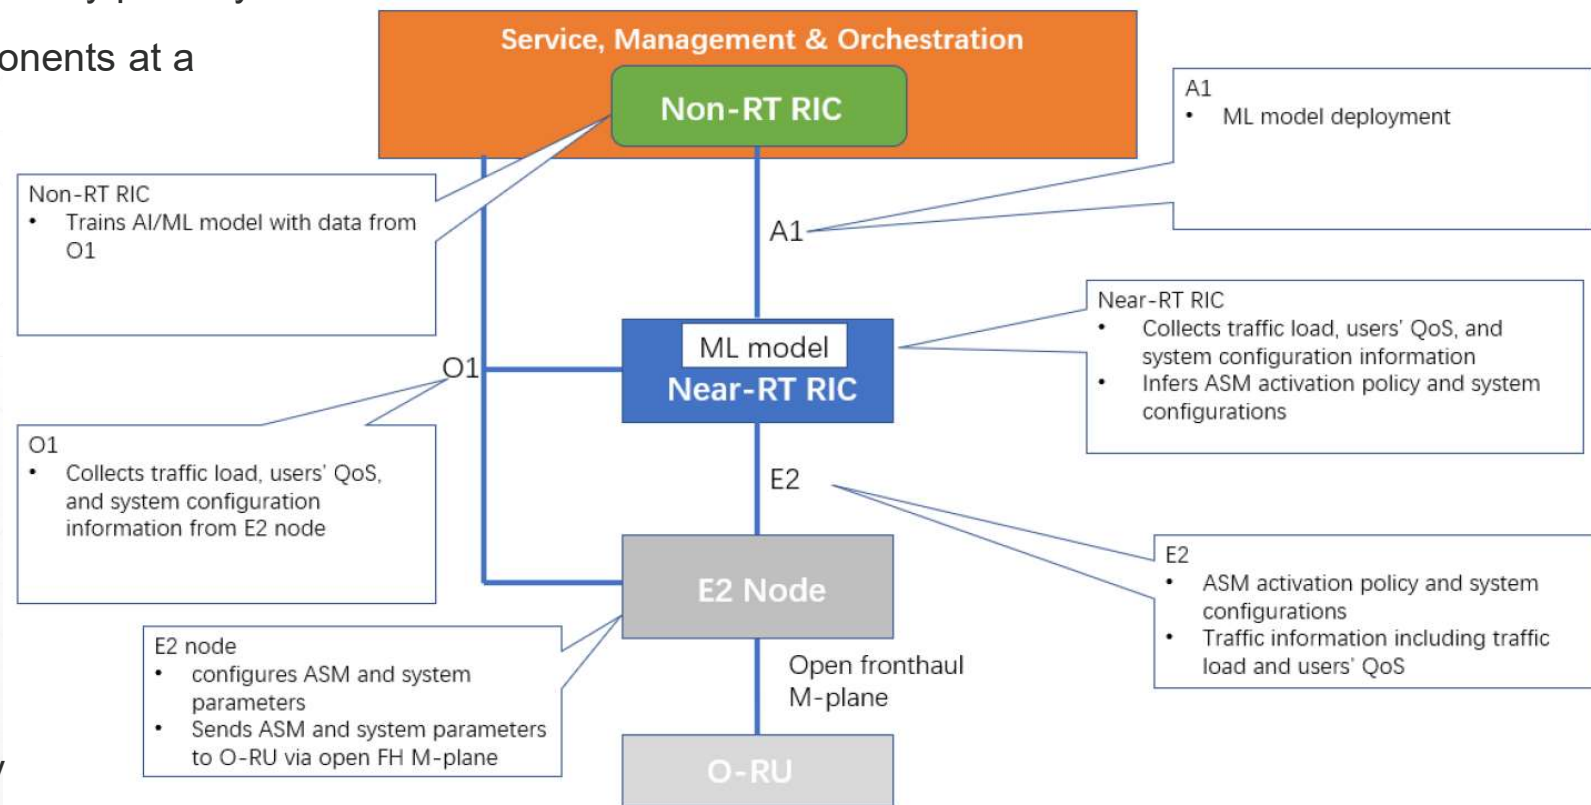 onents at a
Service, Management & Orchestration
Non-RT RIC
A1
• ML model deployment
Non-RT RIC
• Trains AI/ML model with data from
O1
A1
Near-RT RIC
• Collects traffic load, users' QoS, and
system configuration information
• Infers ASM activation policy and system
configurations
ML model
Near-RT RIC
O1
O1
• Collects traffic load, users' QoS,
and system configuration
information from E2 node
E2
E2
• ASM activation policy and system
configurations
• Traffic information including traffic
load and users' QoS
E2 Node
E2 node
• configures ASM and system
parameters
• Sends ASM and system parameters
to O-RU via open FH M-plane
Open fronthaul
M-plane
O-RU